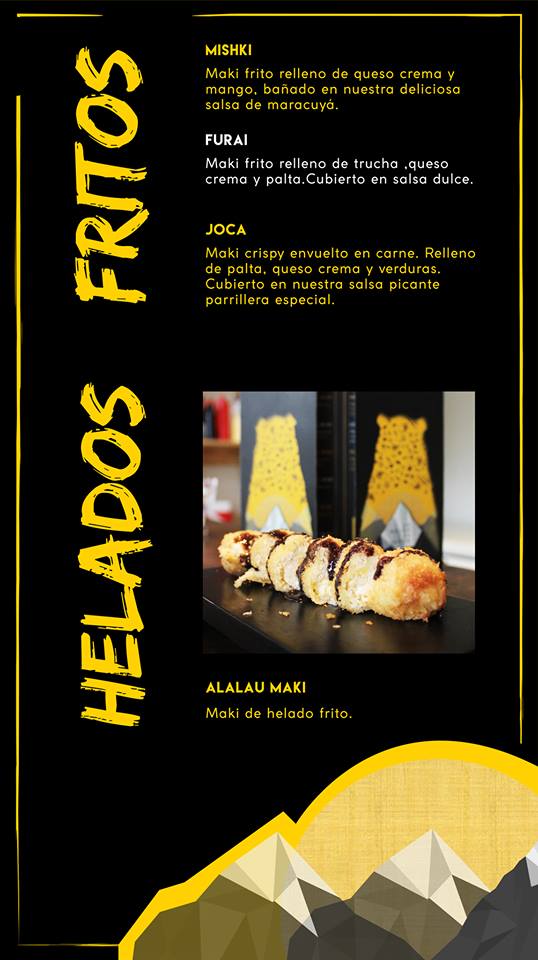 FRITOS
MISHKI
Maki frito relleno de queso crema y
mango, bañado en nuestra deliciosa
salsa de maracuyá.
FURAI
Maki frito relleno de trucha ,queso
crema y palta.Cubierto en salsa dulce.
JOCA
Maki crispy envuelto en carne. Relleno
de palta, queso crema y verduras.
Cubierto en nuestra salsa picante
parrillera especial.
HELADOS
ALALAU MAKI
Maki de helado frito.